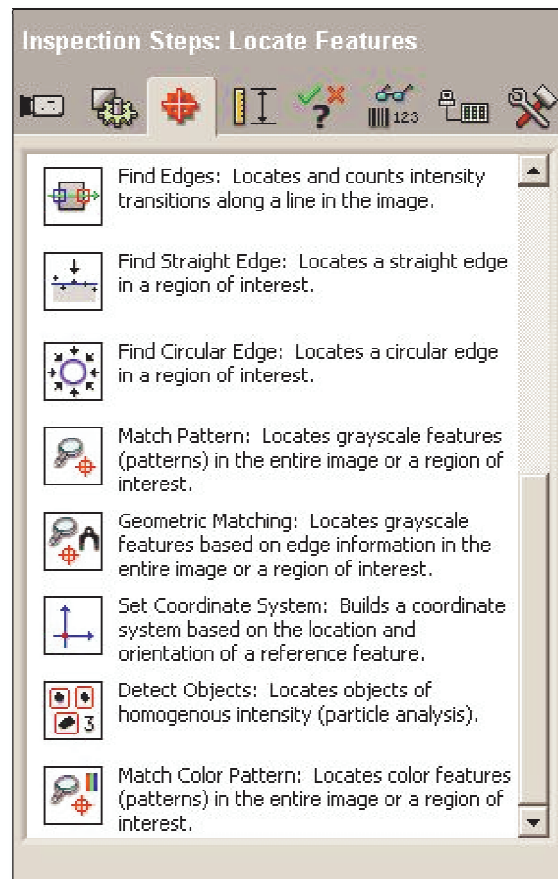 Inspection Steps: Locate Features
123
Find Edges: Locates and counts intensity
transitions along a line in the image.
Find Straight Edge: Locates a straight edge
in a region of interest.
Find Circular Edge: Locates a circular edge
in a region of interest.
Match Pattern: Locates grayscale features
(patterns) in the entire image or a region of
interest.
Geometric Matching: Locates grayscale
features based on edge information in the
entire image or a region of interest.
Set Coordinate System: Builds a coordinate
system based on the location and
orientation of a reference feature.
3
Detect Objects: Locates objects of
homogenous intensity (particle analysis).
Match Color Pattern: Locates color features
(patterns) in the entire image or a region of
interest.